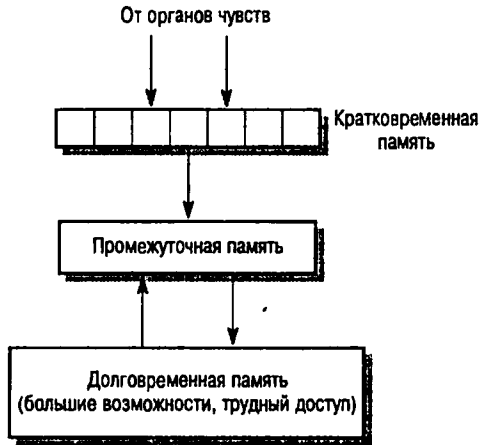 От органов чувств
Кратковременная
память
Промежуточная память
Долговременная память
(большие возможности, трудный доступ)